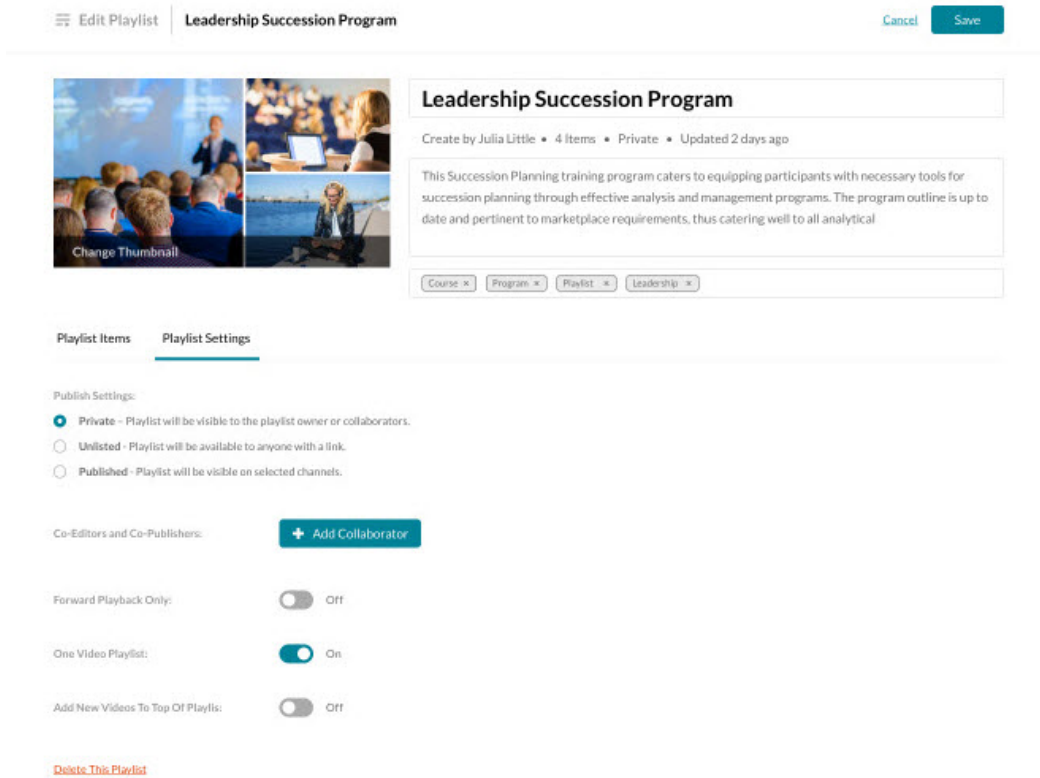 Edit Playlist Leadership Succession Program Cancel Save
Change Thumbnail
Leadership Succession Program
Create by Julia Little • 4 Items • Private • Updated 2 days ago
This Succession Planning training program caters to equipping participants with necessary tools for
succession planning through effective analysis and management programs. The program outline is up to
date and pertinent to marketplace requirements, thus catering well to all analytical
Course × Program × Playlist × Leadership ×
Playlist Items Playlist Settings
Publish Settings:
Private – Playlist will be visible to the playlist owner or collaborators.
Unlisted - Playlist will be available to anyone with a link.
Published - Playlist will be visible on selected channels.
Co-Editors and Co-Publishers: + Add Collaborator
Forward Playback Only: Off
One Video Playlist: On
Add New Videos To Top Of Playlis: Off
Delete This Playlist